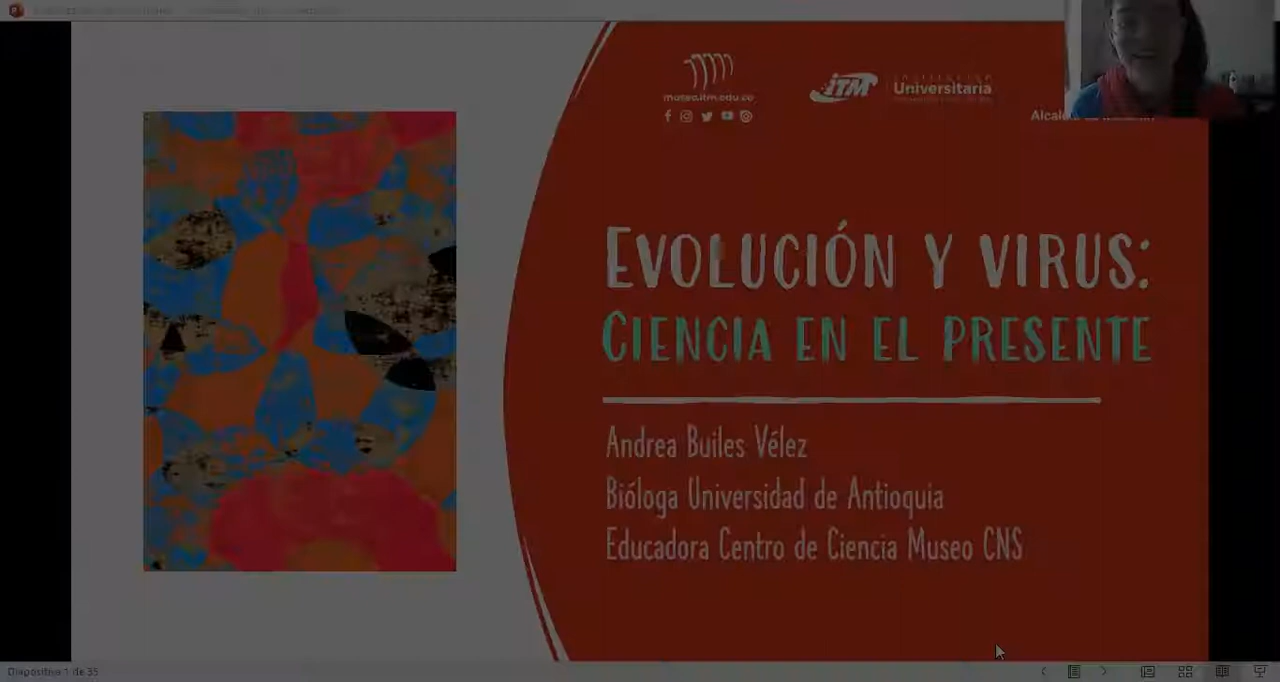 museo.itm.edu.co
iTM
Institución
Universitaria
EVOLUCIÓN Y VIRUS:
CIENCIA EN EL PRESENTE
Andrea Builes Vélez
Bióloga Universidad de Antioquia
Educadora Centro de Ciencia Museo CNS
Diapositiva 1 de 35